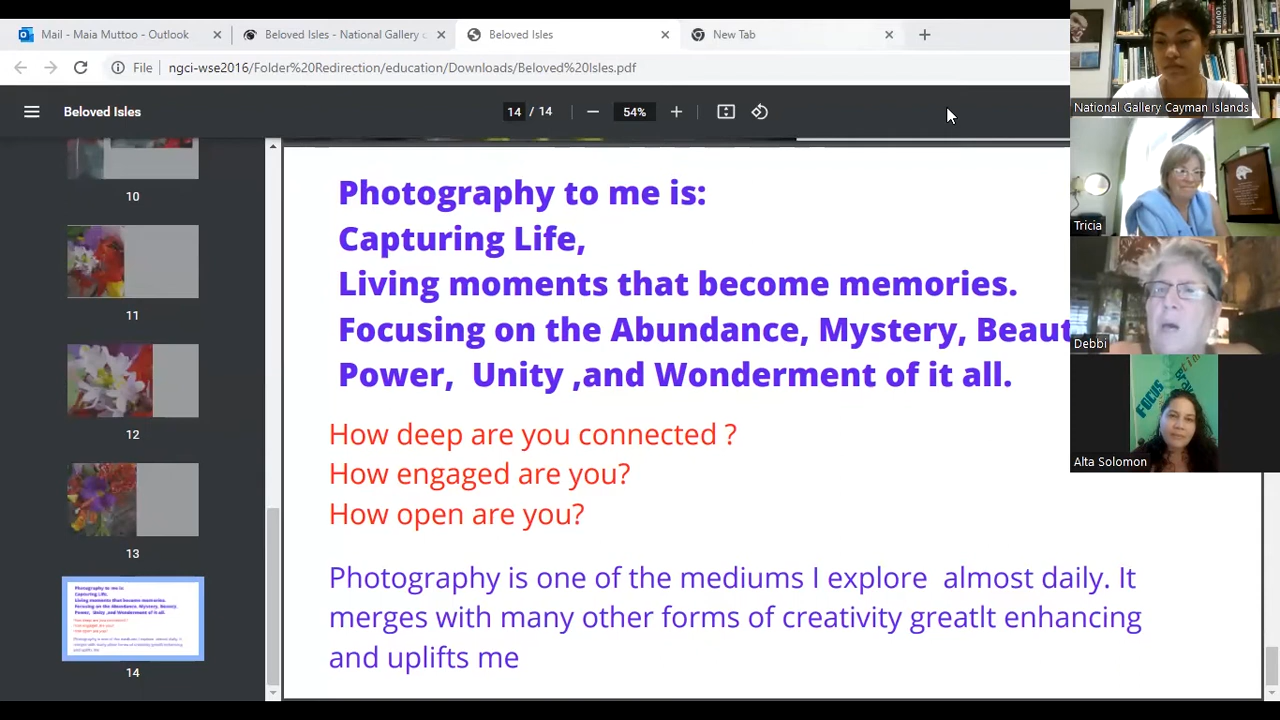 Mail - Maia Muttoo - Outlook
Beloved Isles - National Gallery
Beloved Isles
New Tab
File
ngci-wse2016/Folder%20Redirection/education/Downloads/Beloved%20Isles.pdf
Beloved Isles
14 / 14
54%
10
11
12
13
14
Photography to me is:
Capturing Life,
Living moments that become memories.
Focusing on the Abundance, Mystery, Beaut
Power, Unity ,and Wonderment of it all.
How deep are you connected ?
How engaged are you?
How open are you?
Photography is one of the mediums I explore almost daily. It
merges with many other forms of creativity greatlt enhancing
and uplifts me
National Gallery Cayman Islands
Tricia
Debbi
FOCUS
Alta Solomon